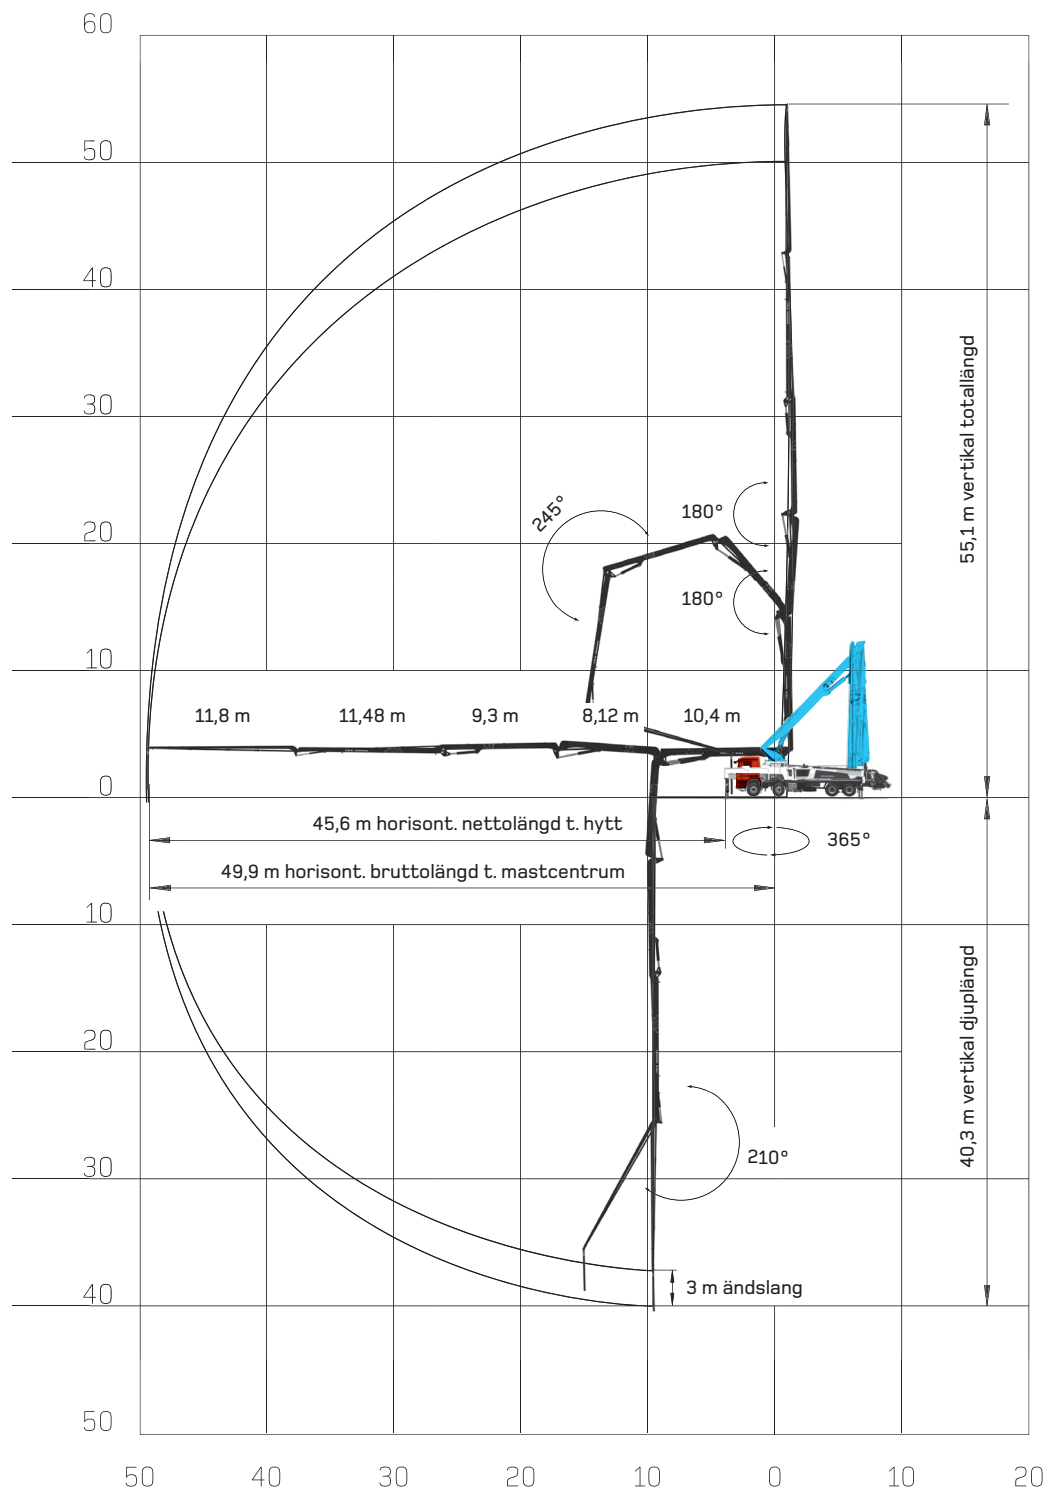 60
50
40
30
20
10
0
10
20
30
40
50
50 40 30 20 10 0 10 20
55,1 m vertikal totallängd
245°
180°
180°
11,8 m 11,48 m 9,3 m 8,12 m 10,4 m
45,6 m horisont. nettolängd t. hytt
365°
49,9 m horisont. bruttolängd t. mastcentrum
40,3 m vertikal djuplängd
210°
3 m ändslang